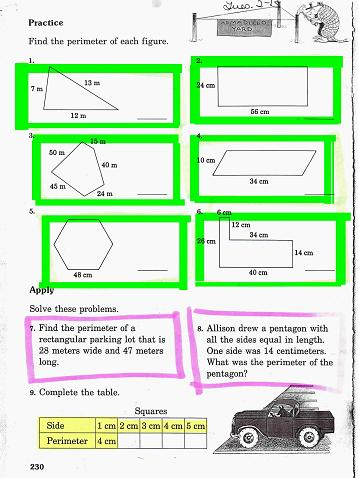 Tues. 2-1
Practice
ARMADILLO
YARD
Find the perimeter of each figure.
1.
7 m
13 m
12 m
2.
24 cm
56 cm
3.
15 m
50 m
40 m
45 m
24 m
4.
10 cm
34 cm
5.
48 cm
6.
6 cm
12 cm
26 cm
34 cm
14 cm
40 cm
Apply
Solve these problems.
7. Find the perimeter of a
rectangular parking lot that is
28 meters wide and 47 meters
long.
8. Allison drew a pentagon with
all the sides equal in length.
One side was 14 centimeters.
What was the perimeter of the
pentagon?
9. Complete the table.
Squares
Side 1 cm 2 cm 3 cm 4 cm 5 cm
Perimeter 4 cm
230